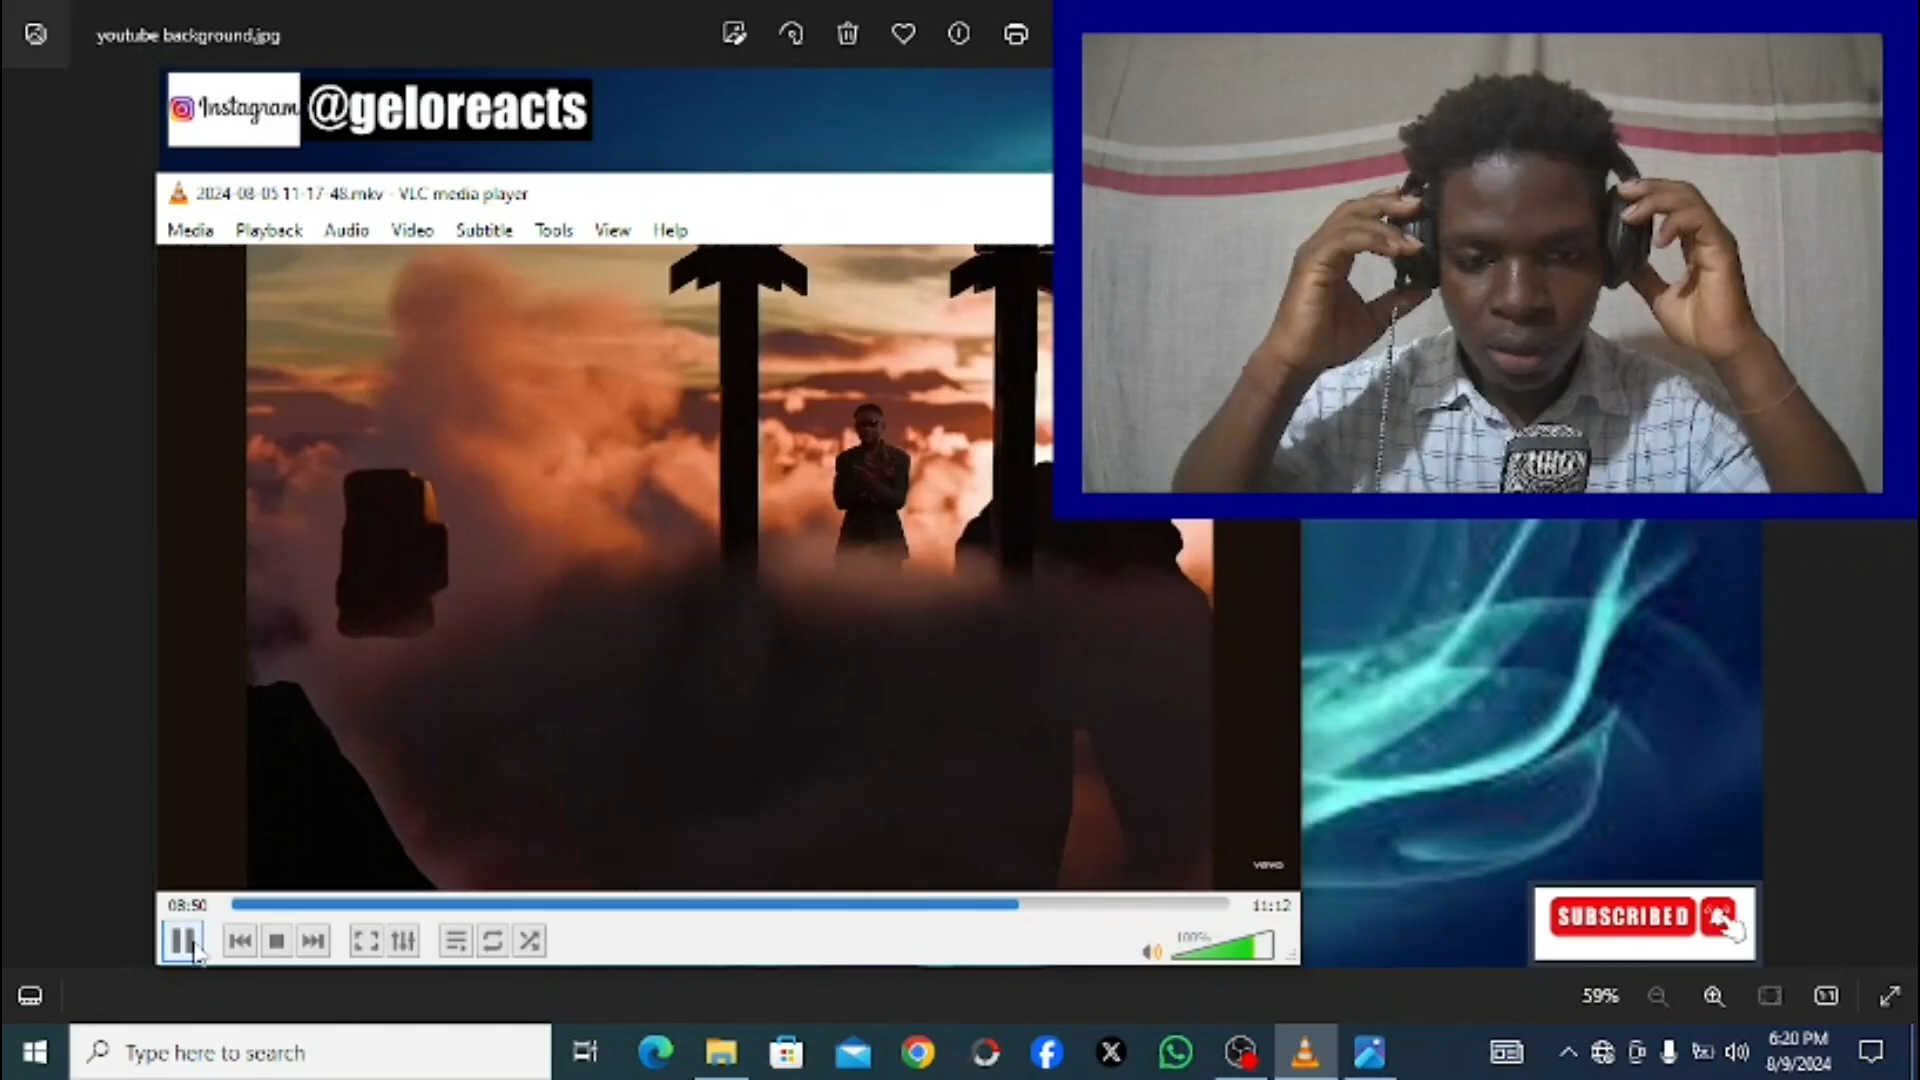 youtube background.jpg
Instagram @geloreacts
2024-08-05 11-17-48.mkv - VLC media player
Media Playback Audio Video Subtitle Tools View Help
vevo
08:50
11:12
100%
SUBSCRIBED
59%
1:1
Type here to search
X
6:20 PM
8/9/2024